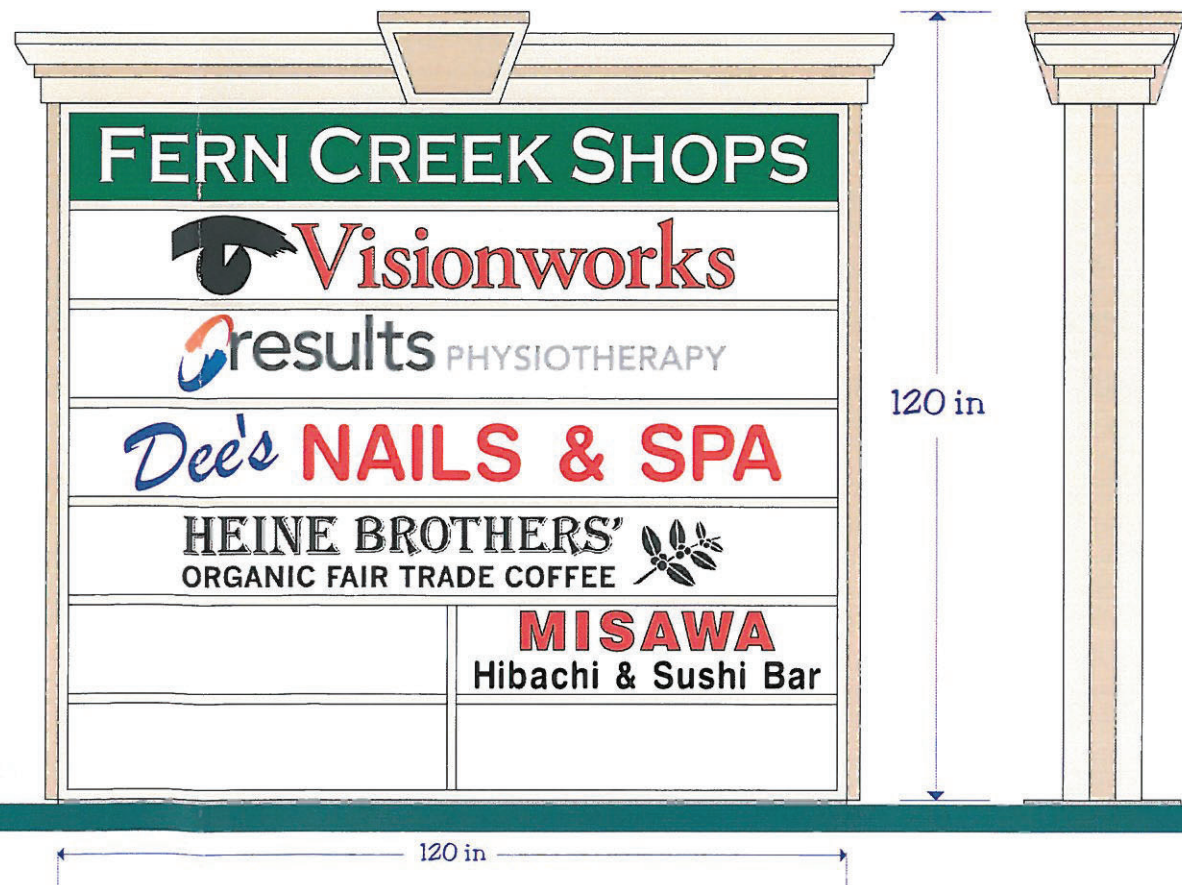 FERN CREEK SHOPS
Visionworks
results PHYSIOTHERAPY
Dee's NAILS & SPA
HEINE BROTHERS'
ORGANIC FAIR TRADE COFFEE
MISAWA
Hibachi & Sushi Bar
120 in
120 in